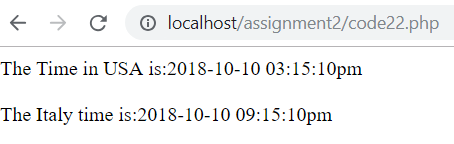 localhost/assignment2/code22.php
The Time in USA is:2018-10-10 03:15:10pm
The Italy time is:2018-10-10 09:15:10pm